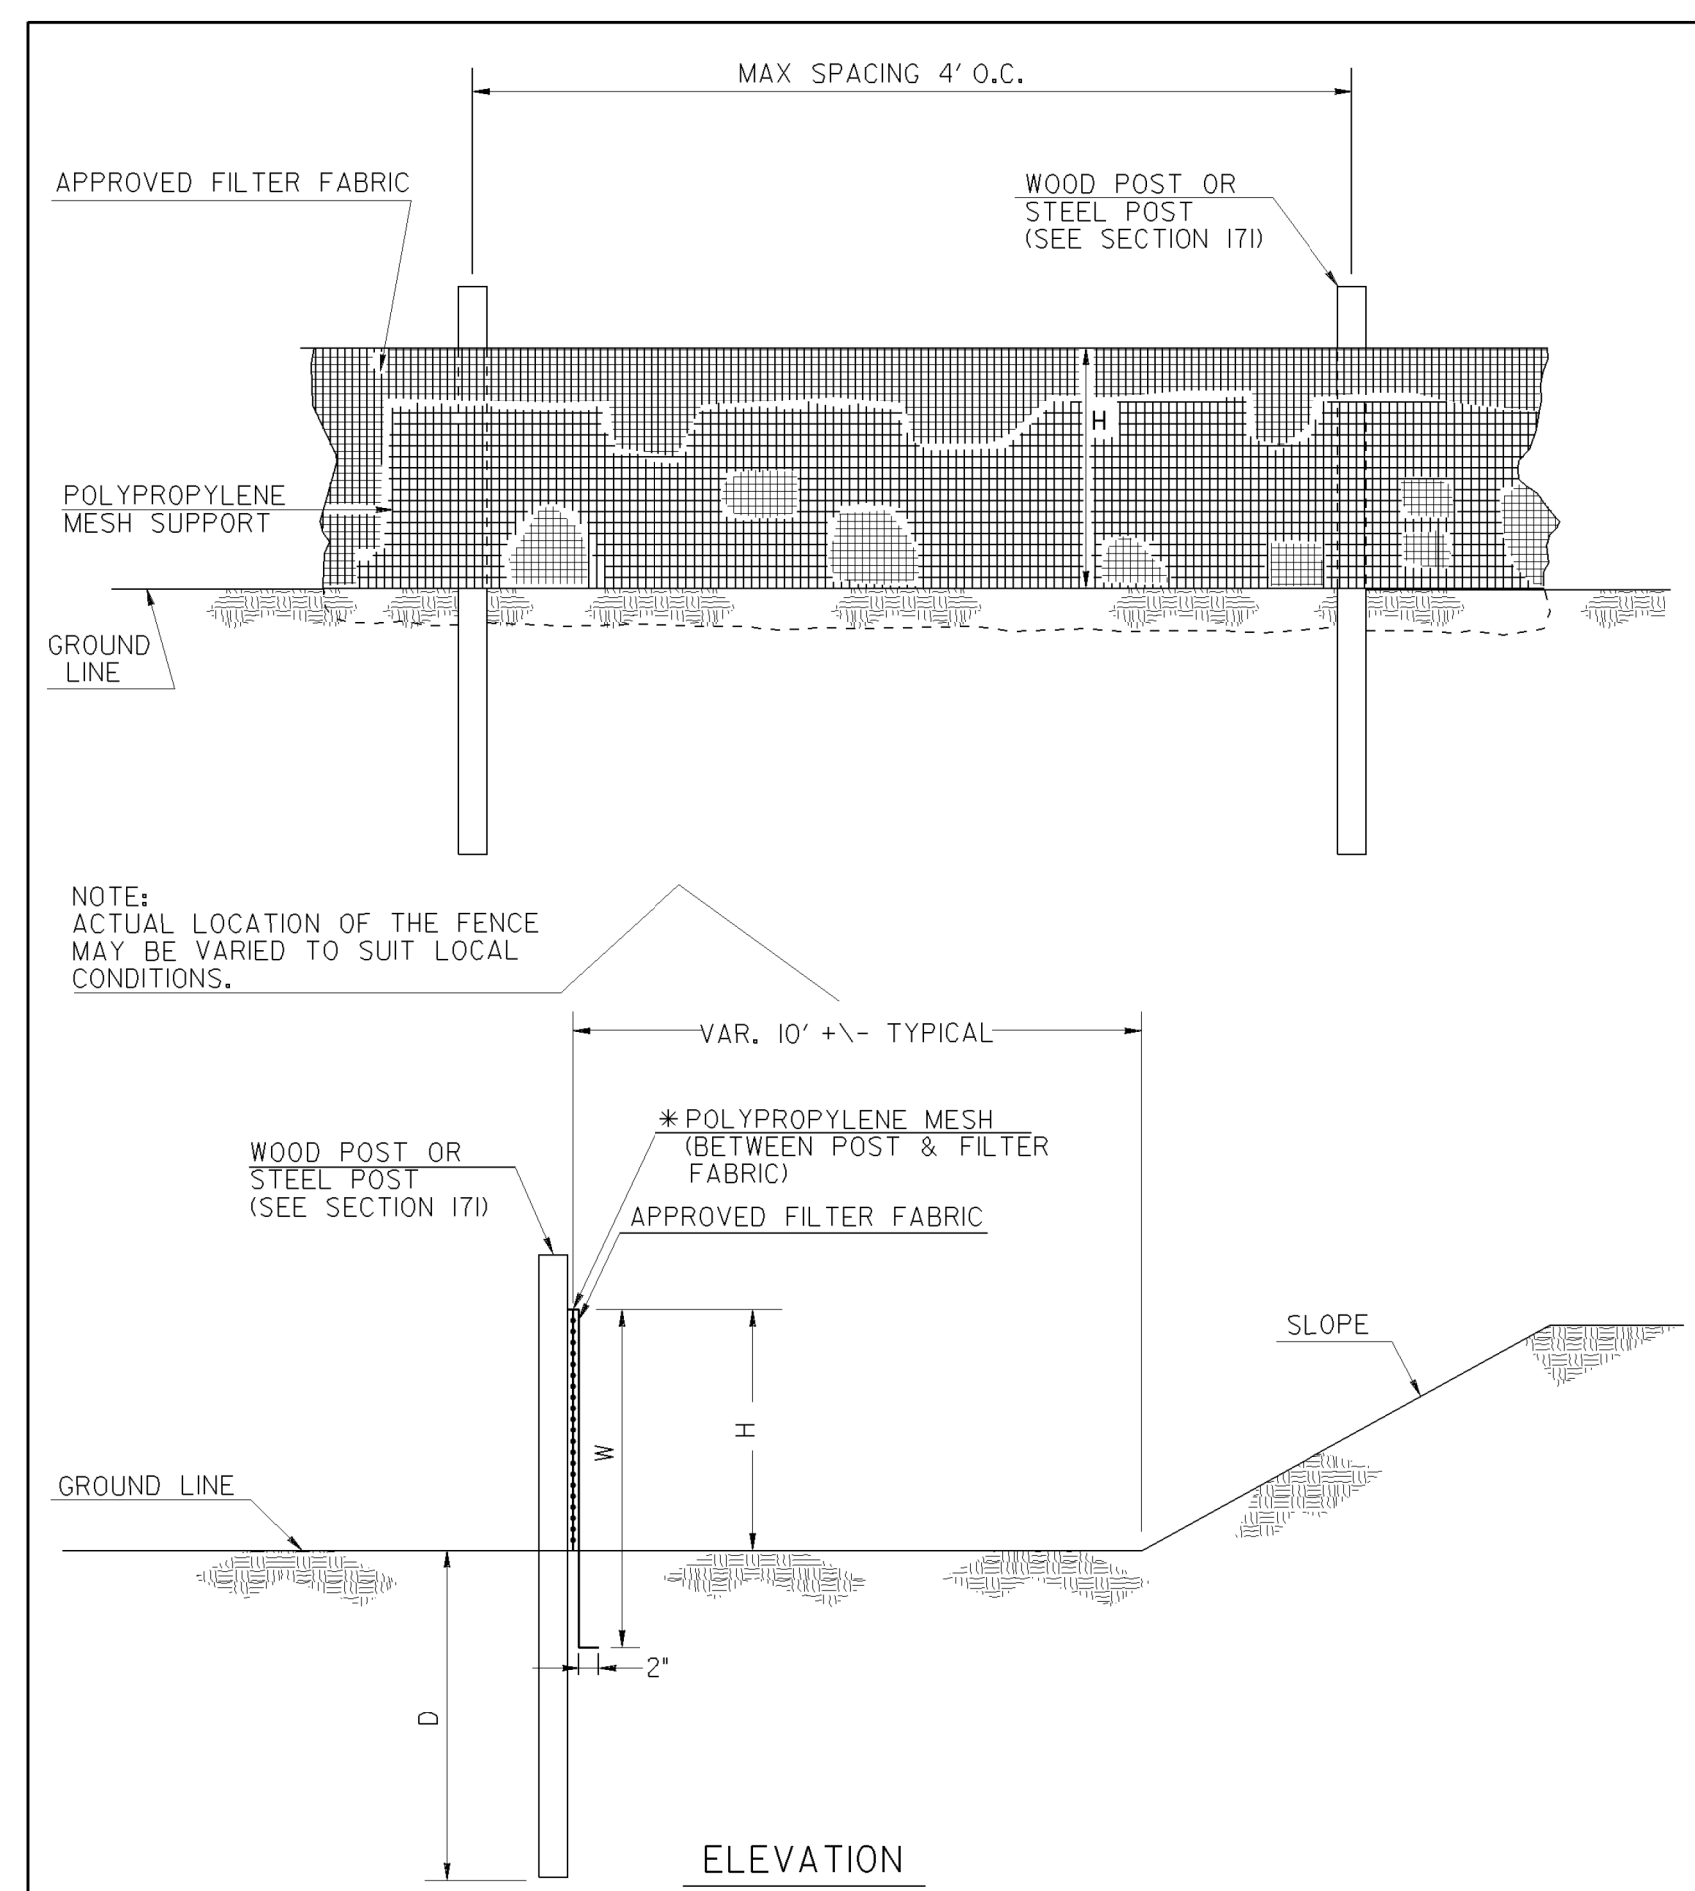 MAX SPACING 4' O.C.
APPROVED FILTER FABRIC
WOOD POST OR
STEEL POST
(SEE SECTION 171)
H
POLYPROPYLENE
MESH SUPPORT
GROUND
LINE
NOTE:
ACTUAL LOCATION OF THE FENCE
MAY BE VARIED TO SUIT LOCAL
CONDITIONS.
VAR. 10' +\- TYPICAL
* POLYPROPYLENE MESH
(BETWEEN POST & FILTER
FABRIC)
WOOD POST OR
STEEL POST
(SEE SECTION 171)
APPROVED FILTER FABRIC
SLOPE
H
W
GROUND LINE
2"
D
ELEVATION